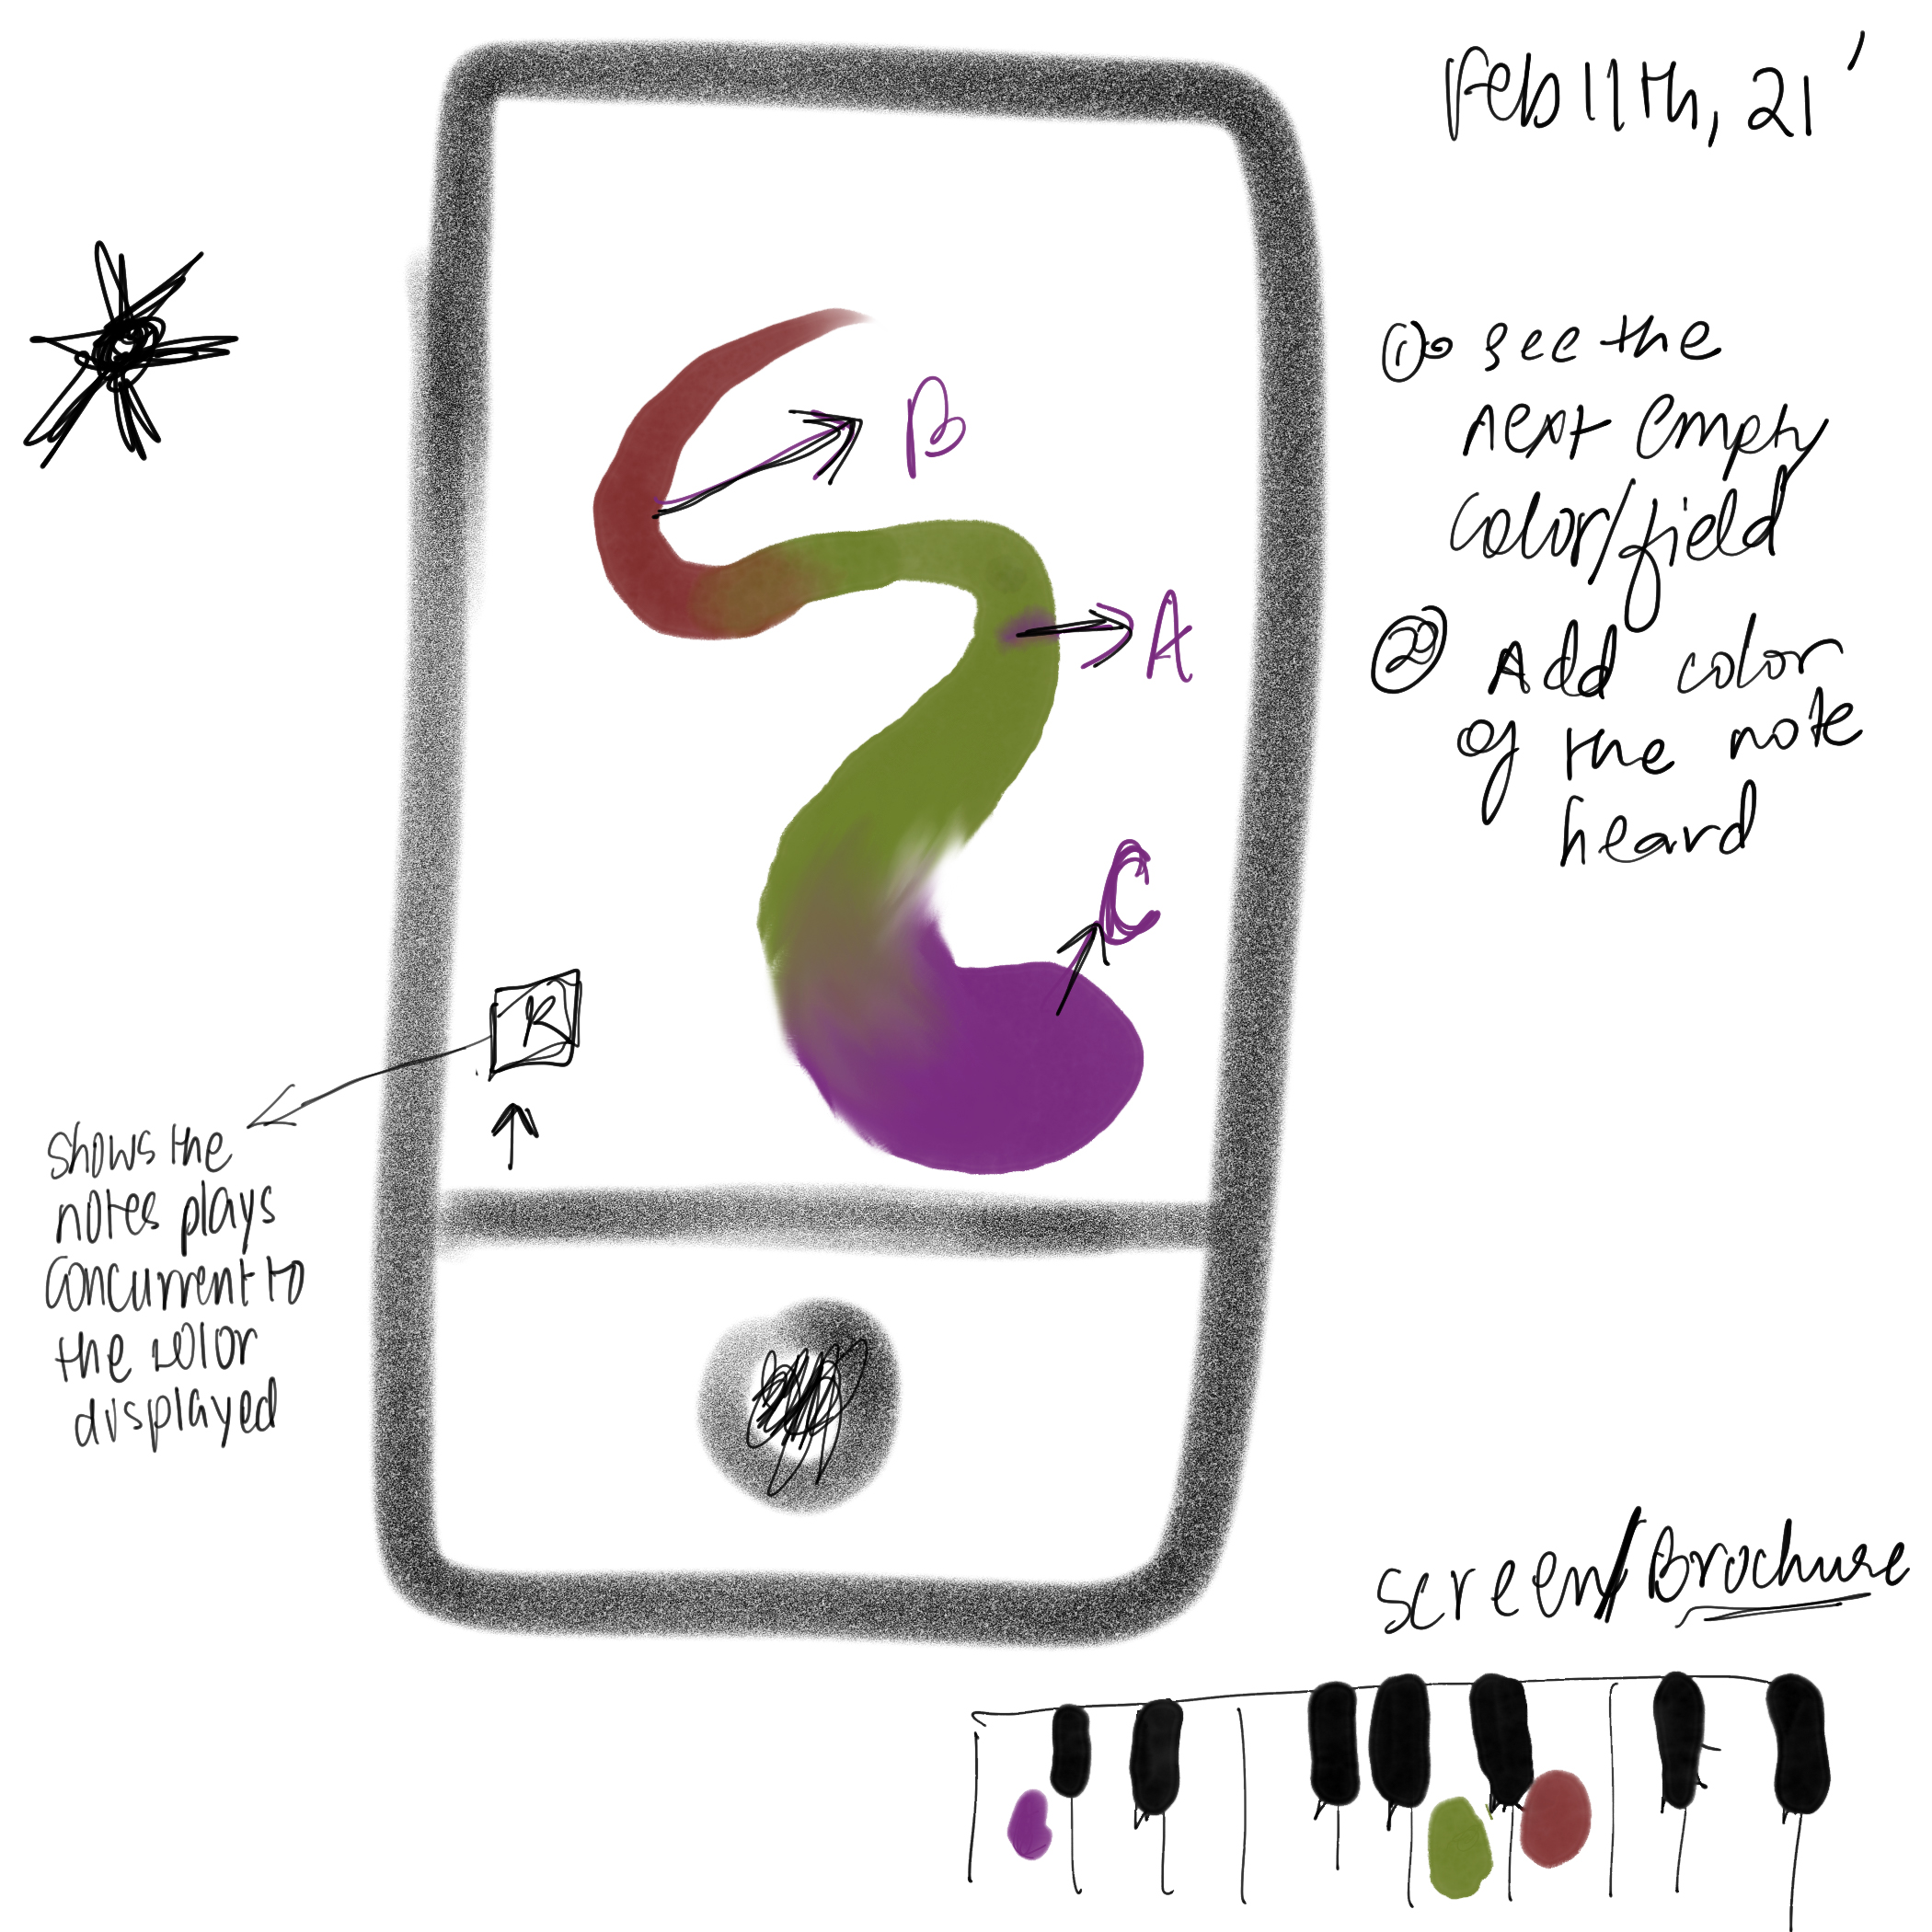 Feb 11th, 21'
① see the
next empty
color/field
② Add color
of the note
heard
B
A
C
R
shows the
notes plays
concurrent to
the color
displayed
screen/Brochure